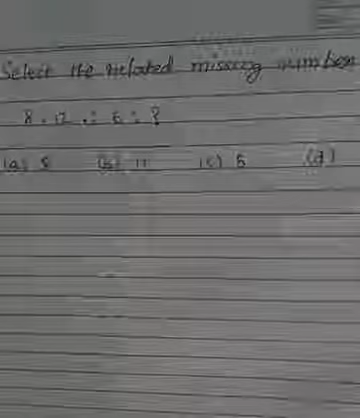 Select the related missing number
8 : 12 :: 6 : ?
(a) 8 (b) 11 (c) 5 (d)